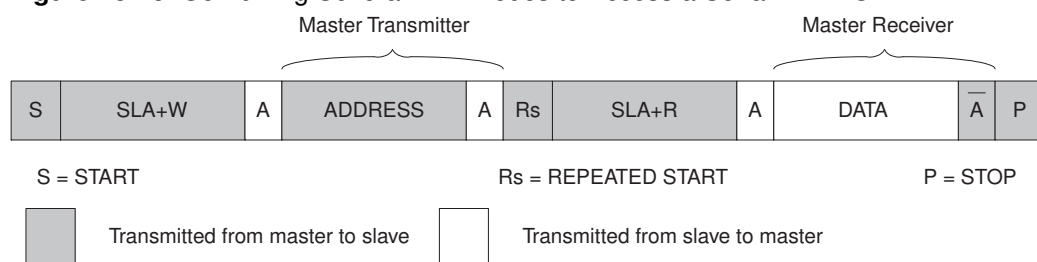 Master Transmitter
Master Receiver
S SLA+W A ADDRESS A Rs SLA+R A DATA A̅ P
S = START
Rs = REPEATED START
P = STOP
Transmitted from master to slave
Transmitted from slave to master